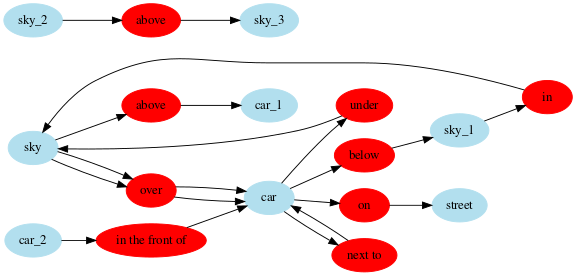 sky_2
above
sky_3
sky
above
car_1
under
in
over
below
sky_1
car
on
street
car_2
in the front of
next to